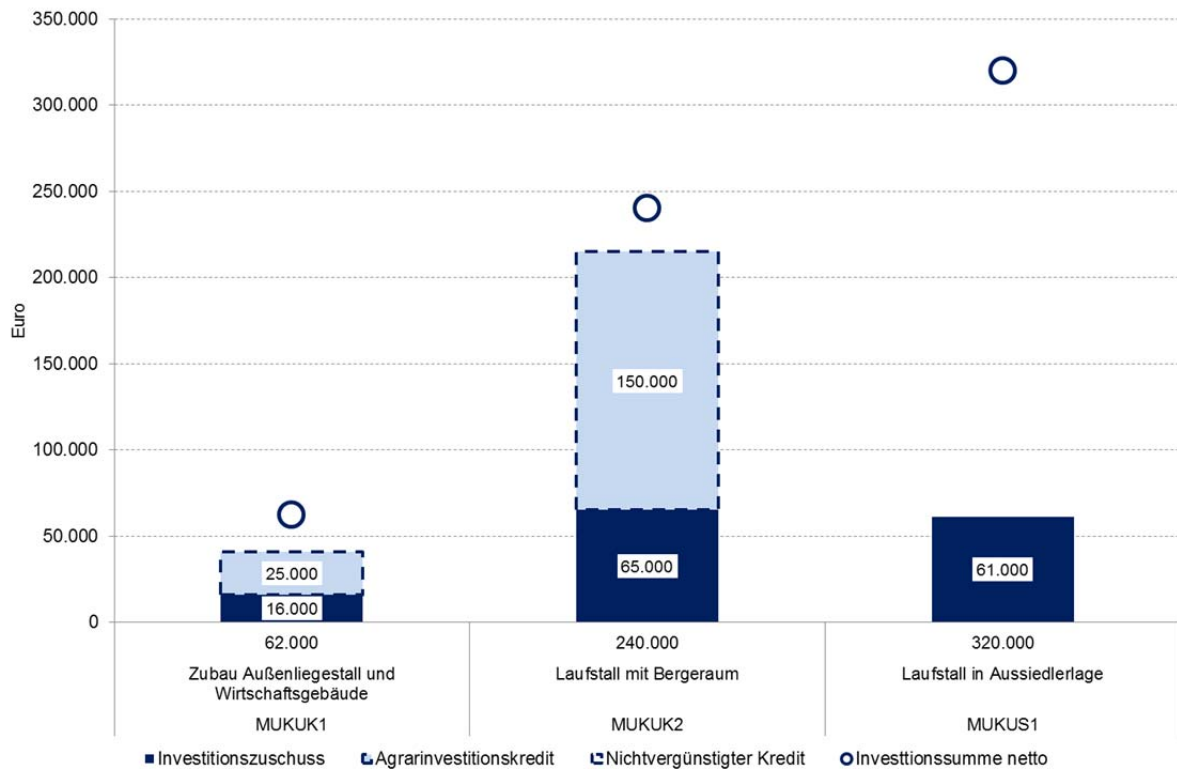 350.000
300.000
250.000
200.000
150.000
100.000
50.000
0
Euro
150.000
25.000
16.000
65.000
61.000
62.000
240.000
320.000
Zubau Außenliegestall und
Wirtschaftsgebäude
Laufstall mit Bergeraum
Laufstall in Aussiedlerlage
MUKUK1
MUKUK2
MUKUS1
Investitionszuschuss
Agrarinvestitionskredit
Nichtvergünstigter Kredit
Investtionssumme netto